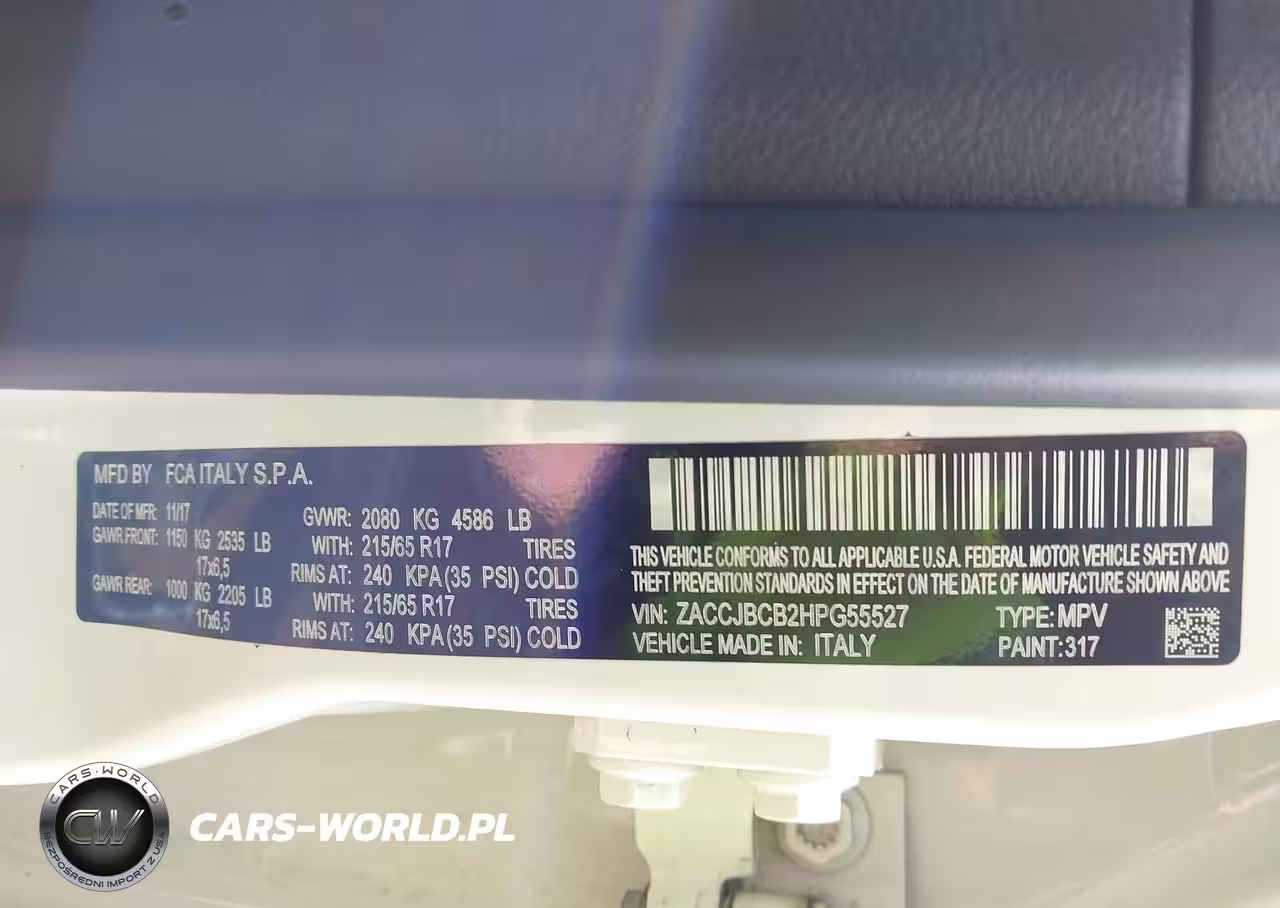 MFD BY FCA ITALY S.P.A.
DATE OF MFR: 11/17
GVWR: 2080 KG 4586 LB
GAWR FRONT: 1150 KG 2535 LB
WITH: 215/65 R17 TIRES
17x6,5
RIMS AT: 240 KPA (35 PSI) COLD
GAWR REAR: 1000 KG 2205 LB
WITH: 215/65 R17 TIRES
17x6,5
RIMS AT: 240 KPA (35 PSI) COLD
THIS VEHICLE CONFORMS TO ALL APPLICABLE U.S.A. FEDERAL MOTOR VEHICLE SAFETY AND
THEFT PREVENTION STANDARDS IN EFFECT ON THE DATE OF MANUFACTURE SHOWN ABOVE
VIN: ZACCJBCB2HPG55527 TYPE: MPV
VEHICLE MADE IN: ITALY PAINT: 317
CARS-WORLD
CW
BEZPOŚREDNI IMPORT Z USA
CARS-WORLD.PL